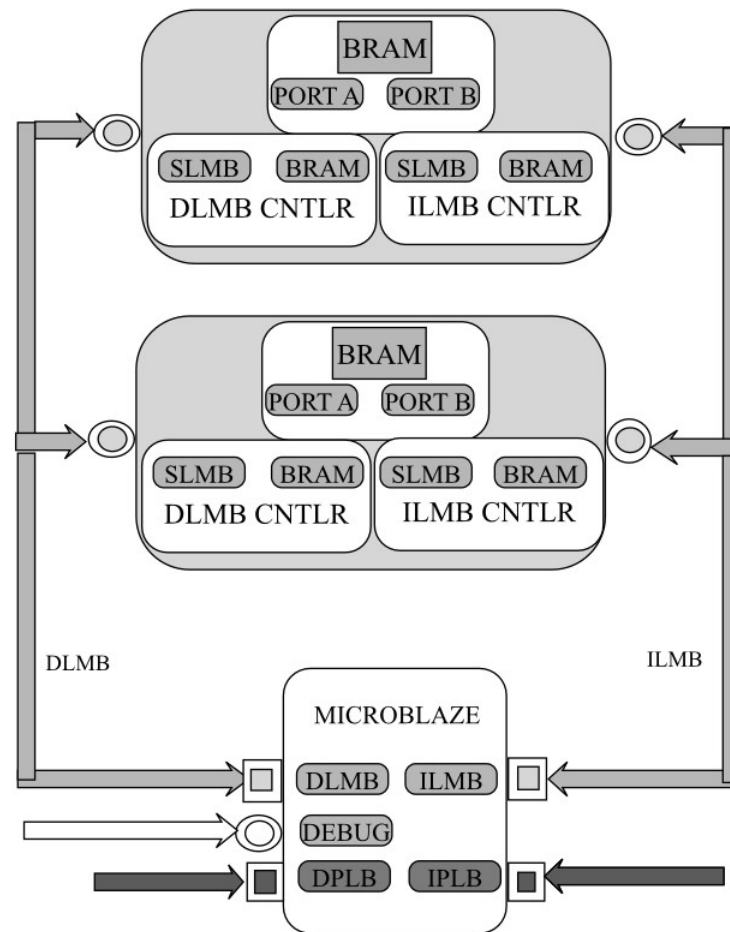 BRAM
PORT A PORT B
SLMB BRAM SLMB BRAM
DLMB CNTLR ILMB CNTLR
BRAM
PORT A PORT B
SLMB BRAM SLMB BRAM
DLMB CNTLR ILMB CNTLR
DLMB ILMB
MICROBLAZE
DLMB ILMB
DEBUG
DPLB IPLB